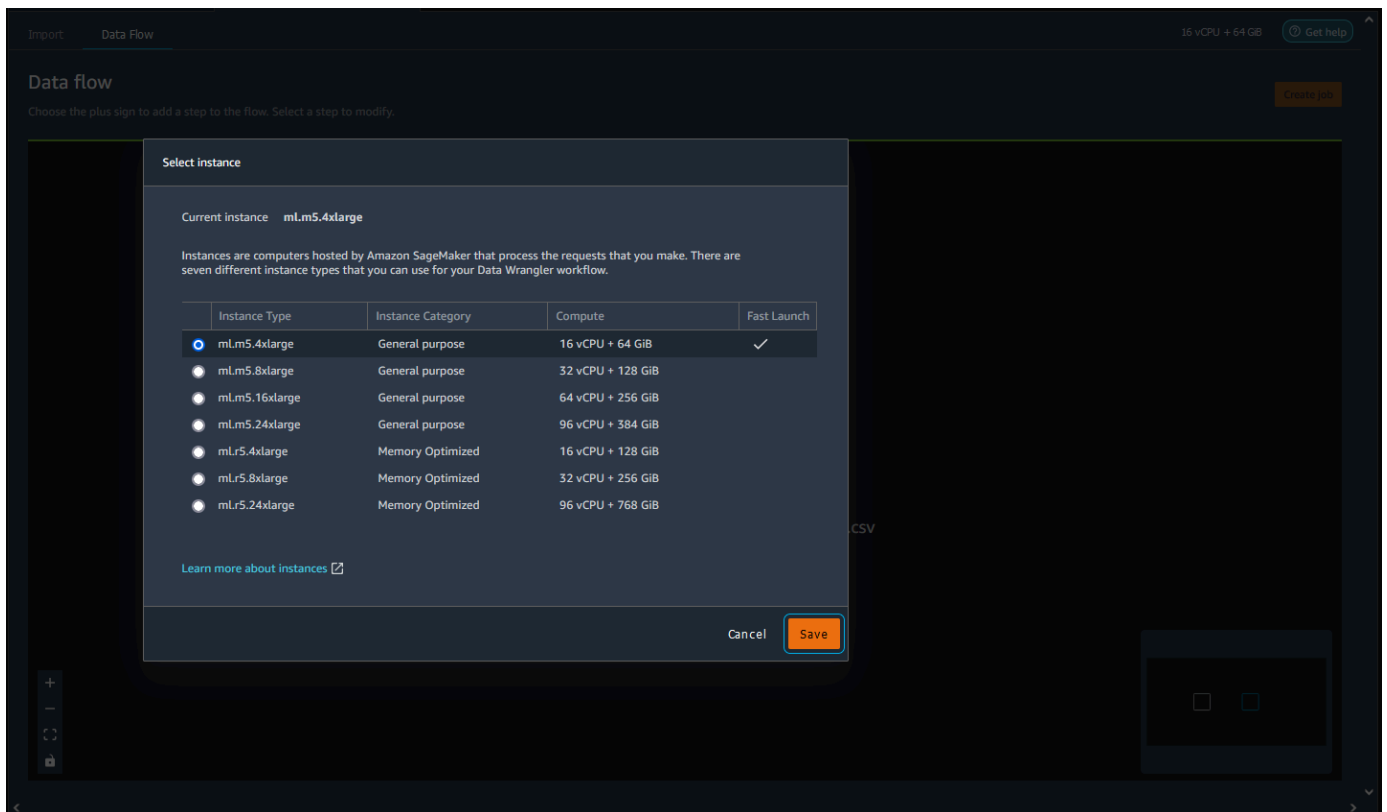 Import Data Flow 16 vCPU + 64 GiB Get help
Data flow
Create job
Choose the plus sign to add a step to the flow. Select a step to modify.
Select instance
Current instance ml.m5.4xlarge
Instances are computers hosted by Amazon SageMaker that process the requests that you make. There are
seven different instance types that you can use for your Data Wrangler workflow.
Instance Type Instance Category Compute Fast Launch
ml.m5.4xlarge General purpose 16 vCPU + 64 GiB
ml.m5.8xlarge General purpose 32 vCPU + 128 GiB
ml.m5.16xlarge General purpose 64 vCPU + 256 GiB
ml.m5.24xlarge General purpose 96 vCPU + 384 GiB
ml.r5.4xlarge Memory Optimized 16 vCPU + 128 GiB
ml.r5.8xlarge Memory Optimized 32 vCPU + 256 GiB
ml.r5.24xlarge Memory Optimized 96 vCPU + 768 GiB
.csv
Learn more about instances
Cancel Save